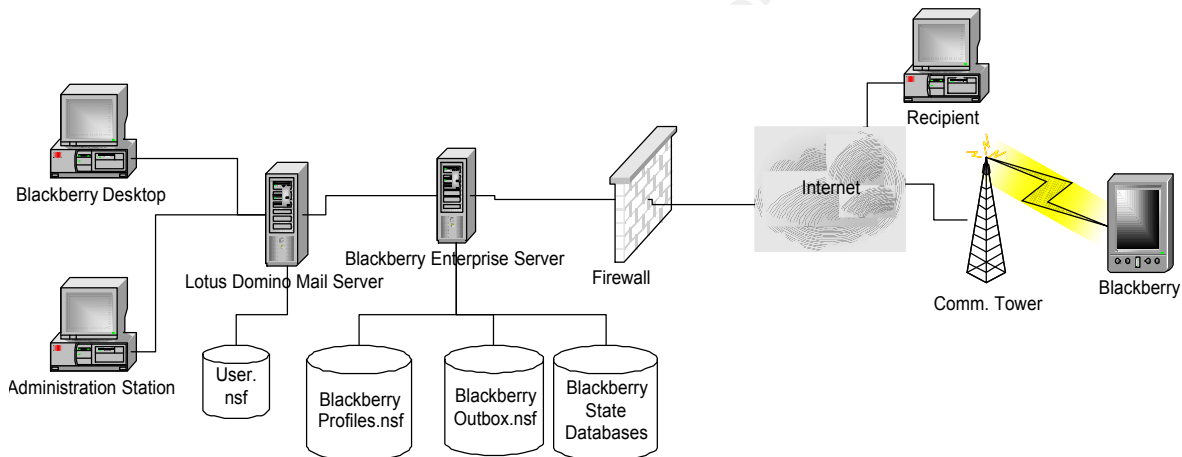 Recipient
Blackberry Desktop
Internet
Lotus Domino Mail Server
Blackberry Enterprise Server
Firewall
Comm. Tower
Blackberry
Administration Station
User.
nsf
Blackberry
Profiles.nsf
Blackberry
Outbox.nsf
Blackberry
State
Databases